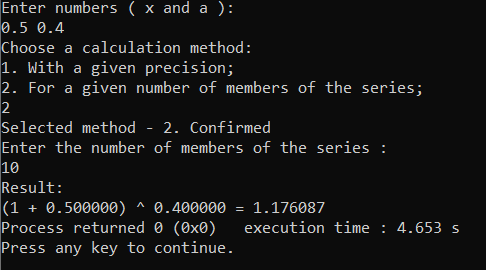 Enter numbers ( x and a ):
0.5 0.4
Choose a calculation method:
1. With a given precision;
2. For a given number of members of the series;
2
Selected method - 2. Confirmed
Enter the number of members of the series :
10
Result:
(1 + 0.500000) ^ 0.400000 = 1.176087
Process returned 0 (0x0)   execution time : 4.653 s
Press any key to continue.